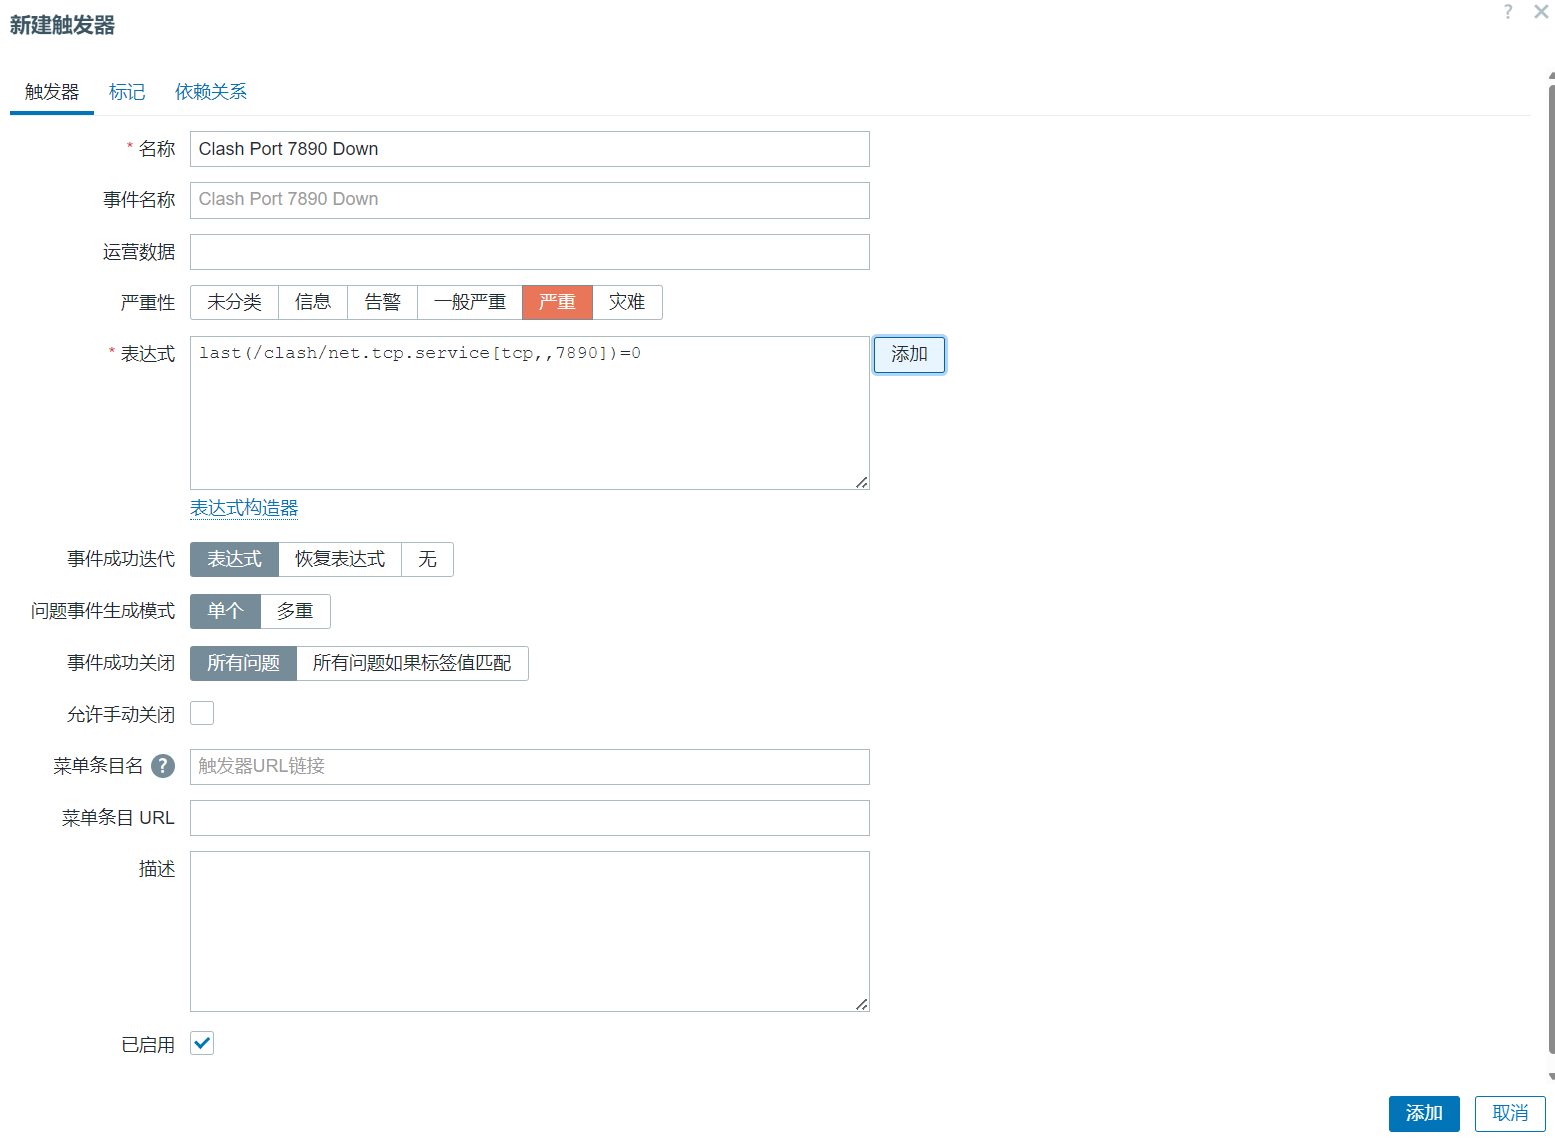 新建触发器
?
触发器 标记 依赖关系
* 名称 Clash Port 7890 Down
事件名称 Clash Port 7890 Down
运营数据
严重性 未分类 信息 告警 一般严重 严重 灾难
* 表达式 last(/clash/net.tcp.service[tcp,,7890])=0 添加
表达式构造器
事件成功迭代 表达式 恢复表达式 无
问题事件生成模式 单个 多重
事件成功关闭 所有问题 所有问题如果标签值匹配
允许手动关闭
菜单条目名 ? 触发器URL链接
菜单条目 URL
描述
已启用
添加 取消